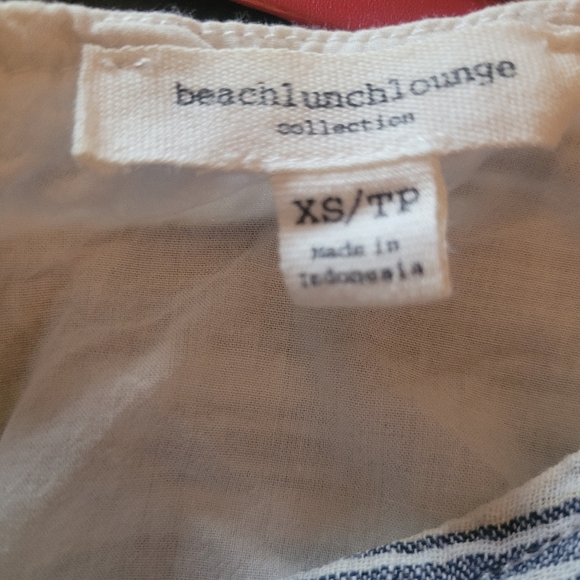 beachlunchlounge
collection
XS/TP
Made in
Indonesia